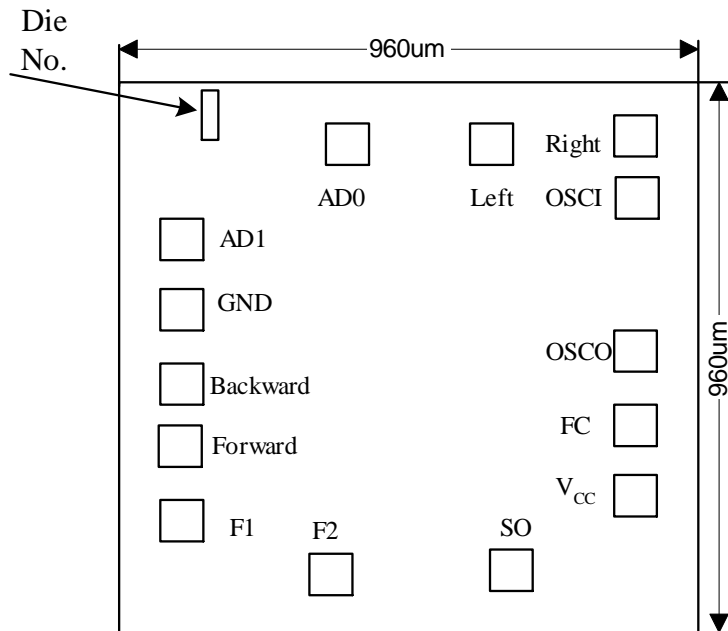 Die
No.
960um
Right
AD0
Left
OSCI
AD1
GND
OSCO
960um
Backward
FC
Forward
VCC
F1
F2
SO